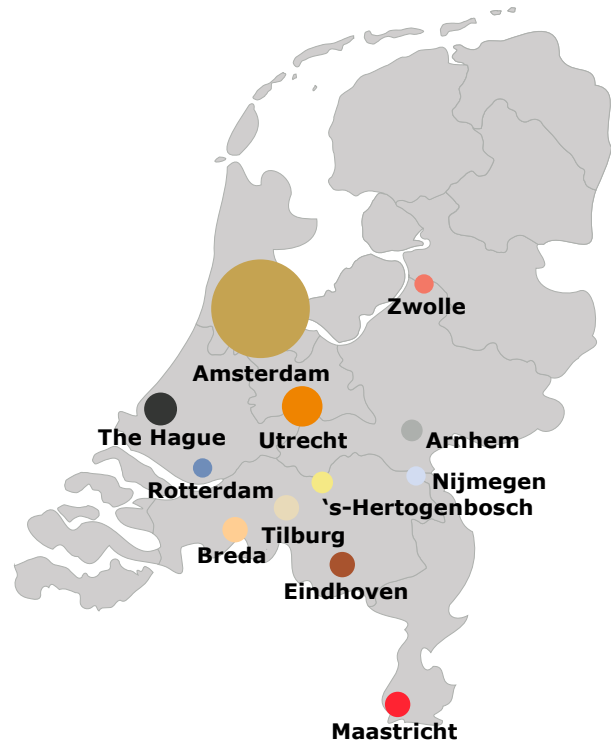 Zwolle
Amsterdam
The Hague
Utrecht
Arnhem
Rotterdam
Nijmegen
‘s-Hertogenbosch
Tilburg
Breda
Eindhoven
Maastricht